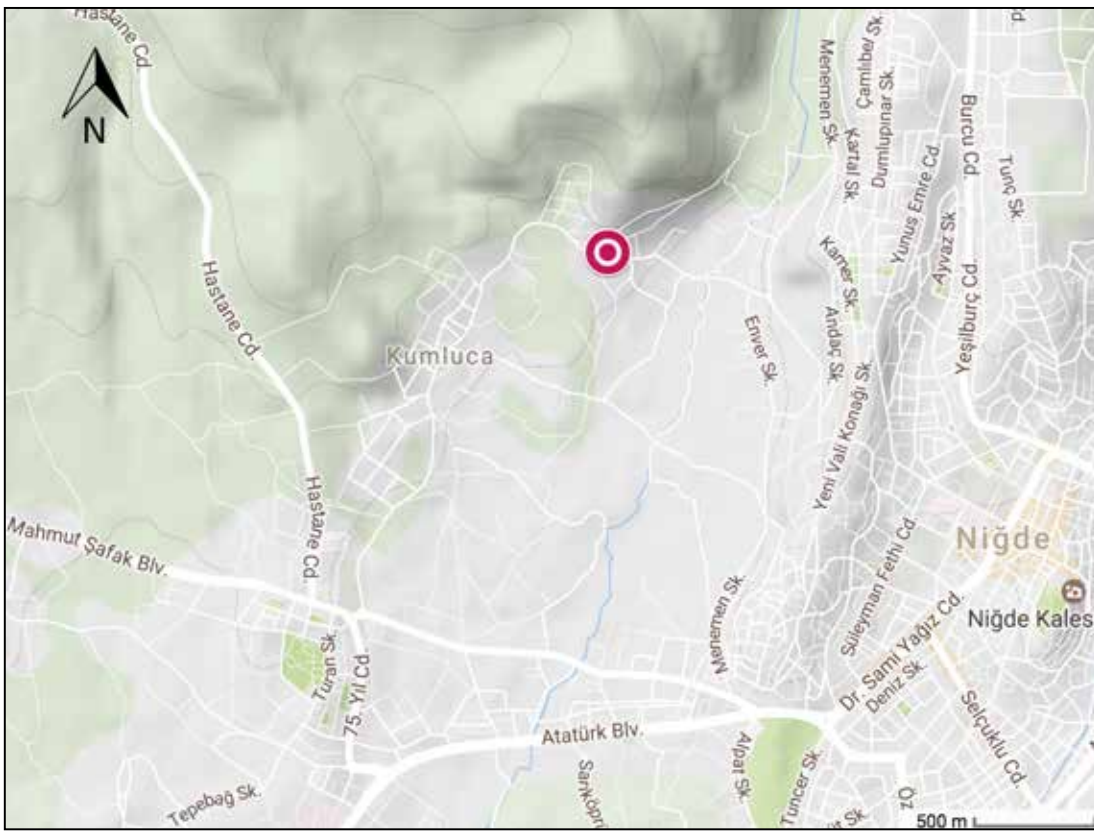 Hastane Cd.
N
Menemen Sk.
Çamlıbel Sk.
Kartal Sk.
Dumlupınar Sk.
Yunus Emre Cd.
Burcu Cd.
Tunç Sk.
Ayvaz Sk.
Yeşilburç Cd.
Kamer Sk.
Andaç Sk.
Enver Sk.
Hastane Cd.
Kumluca
Yeni Vali Konağı Sk.
Hastane Cd.
Mahmut Şafak Blv.
Süleyman Fethi Cd.
Niğde
Niğde Kales
Menemen Sk.
Dr. Sami Yağız Cd.
Deniz Sk.
Selçuklu Cd.
Turan Sk.
75. Yıl Cd.
Atatürk Blv.
Alpat Sk.
Tuncer Sk.
Öz
Tepebağ Sk.
Sarıköprü
500 m